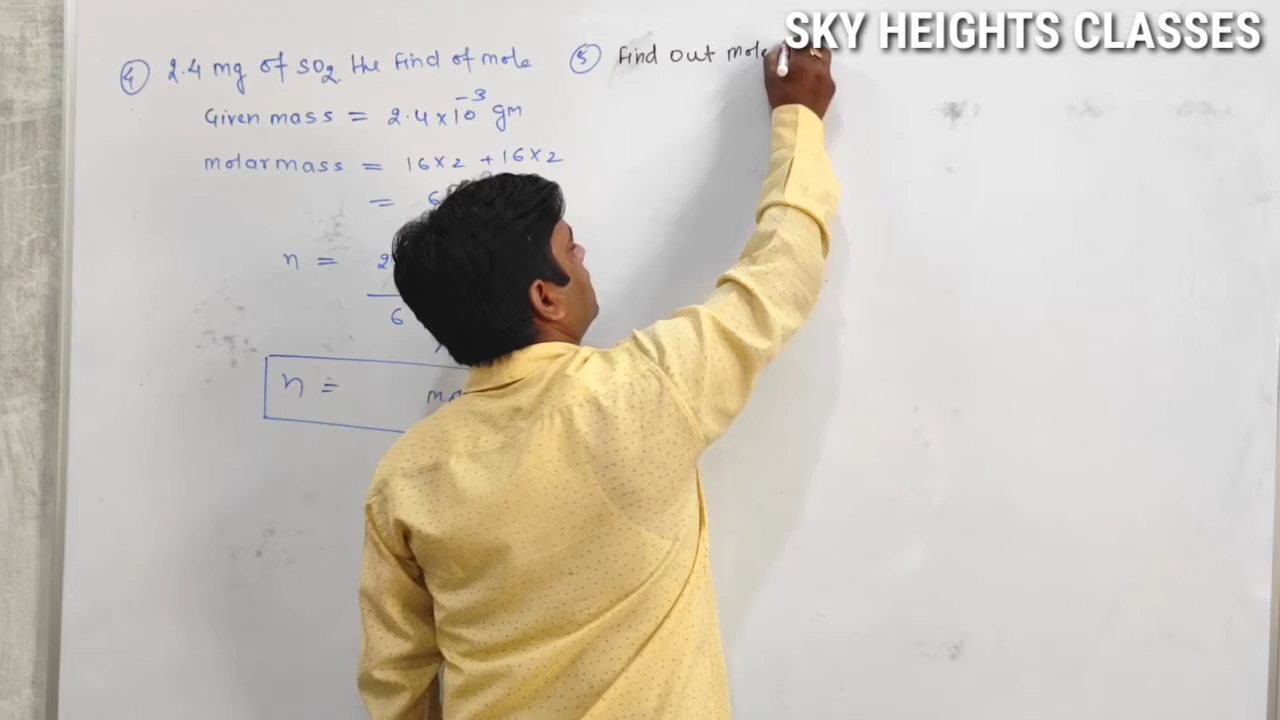 SKY HEIGHTS CLASSES
④ 2.4 mg of SO₂ the find of mole
Given mass = 2.4 × 10⁻³ gm
molar mass = 16 × 2 + 16 × 2
= 6
n = 2
6
n = mo
⑤ Find out mole